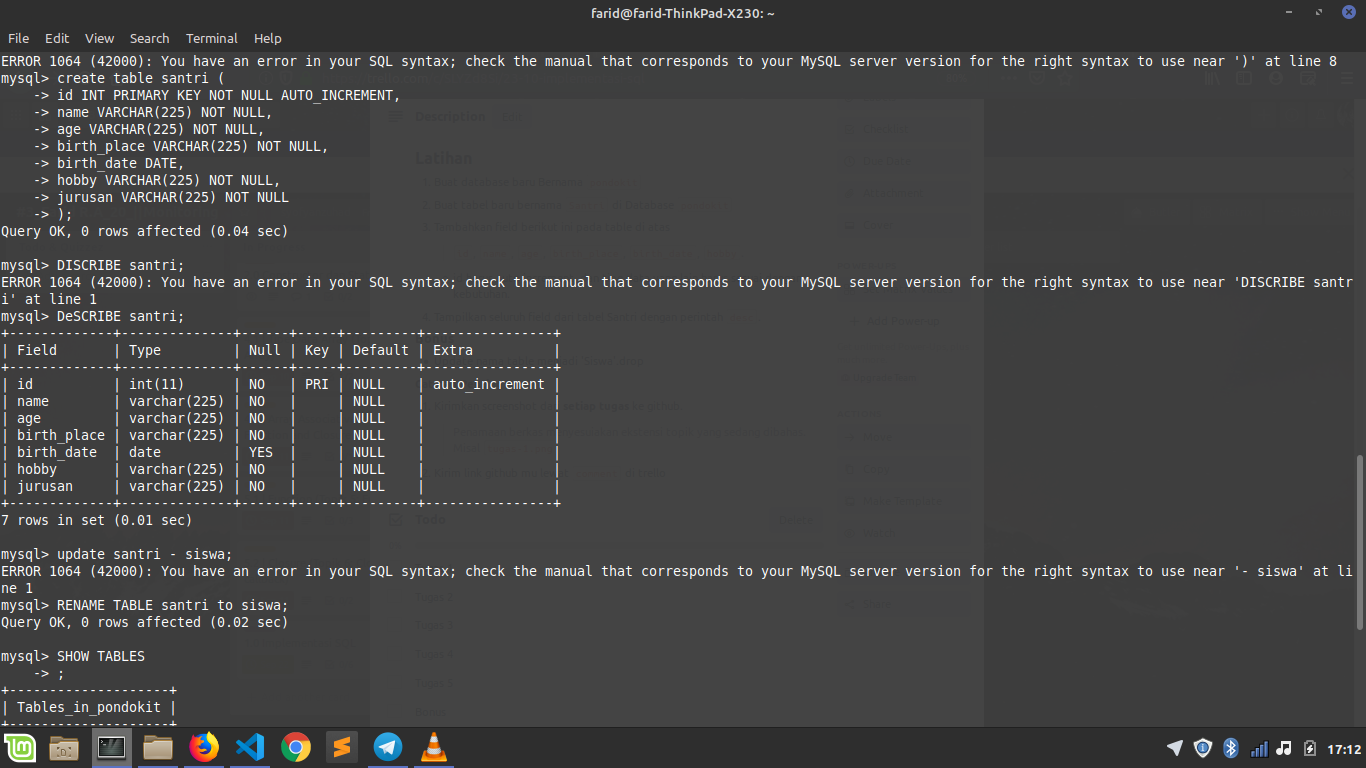 farid@farid-ThinkPad-X230: ~
File Edit View Search Terminal Help
ERROR 1064 (42000): You have an error in your SQL syntax; check the manual that corresponds to your MySQL server version for the right syntax to use near ')' at line 8
mysql> create table santri (
    -> id INT PRIMARY KEY NOT NULL AUTO_INCREMENT,
    -> name VARCHAR(225) NOT NULL,
    -> age VARCHAR(225) NOT NULL,
    -> birth_place VARCHAR(225) NOT NULL,
    -> birth_date DATE,
    -> hobby VARCHAR(225) NOT NULL,
    -> jurusan VARCHAR(225) NOT NULL
    -> );
Query OK, 0 rows affected (0.04 sec)
mysql> DISCRIBE santri;
ERROR 1064 (42000): You have an error in your SQL syntax; check the manual that corresponds to your MySQL server version for the right syntax to use near 'DISCRIBE santr
i' at line 1
mysql> DeSCRIBE santri;
+-------------+--------------+------+-----+---------+----------------+
| Field       | Type         | Null | Key | Default | Extra          |
+-------------+--------------+------+-----+---------+----------------+
| id          | int(11)      | NO   | PRI | NULL    | auto_increment |
| name        | varchar(225) | NO   |     | NULL    |                |
| age         | varchar(225) | NO   |     | NULL    |                |
| birth_place | varchar(225) | NO   |     | NULL    |                |
| birth_date  | date         | YES  |     | NULL    |                |
| hobby       | varchar(225) | NO   |     | NULL    |                |
| jurusan     | varchar(225) | NO   |     | NULL    |                |
+-------------+--------------+------+-----+---------+----------------+
7 rows in set (0.01 sec)
mysql> update santri - siswa;
ERROR 1064 (42000): You have an error in your SQL syntax; check the manual that corresponds to your MySQL server version for the right syntax to use near '- siswa' at li
ne 1
mysql> RENAME TABLE santri to siswa;
Query OK, 0 rows affected (0.02 sec)
mysql> SHOW TABLES
    -> ;
+--------------------+
| Tables_in_pondokit |
+--------------------+
Description
Latihan
Todo
17:12